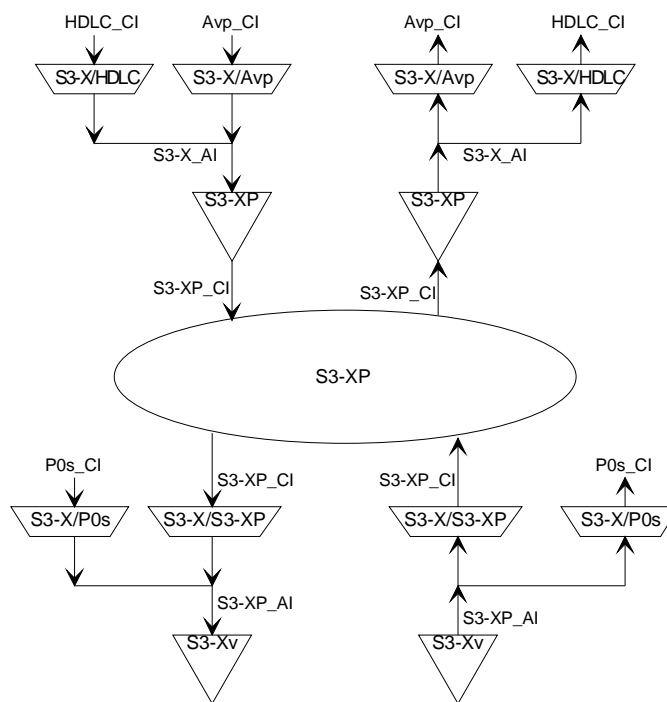 HDLC_CI Avp_CI Avp_CI HDLC_CI
S3-X/HDLC S3-X/Avp S3-X/Avp S3-X/HDLC
S3-X_AI S3-X_AI
S3-XP S3-XP
S3-XP_CI S3-XP_CI
S3-XP
P0s_CI S3-XP_CI S3-XP_CI P0s_CI
S3-X/P0s S3-X/S3-XP S3-X/S3-XP S3-X/P0s
S3-XP_AI S3-XP_AI
S3-Xv S3-Xv